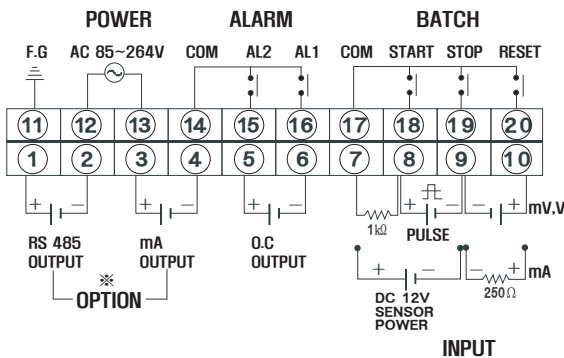 POWER ALARM BATCH
F.G AC 85~264V COM AL2 AL1 COM START STOP RESET
11 12 13 14 15 16 17 18 19 20
1 2 3 4 5 6 7 8 9 10
+ − + − + − + − − + mV,V
1kΩ PULSE
RS 485 OUTPUT
mA OUTPUT
O.C OUTPUT
※
OPTION
+ − − + mA
250Ω
DC 12V
SENSOR
POWER
INPUT